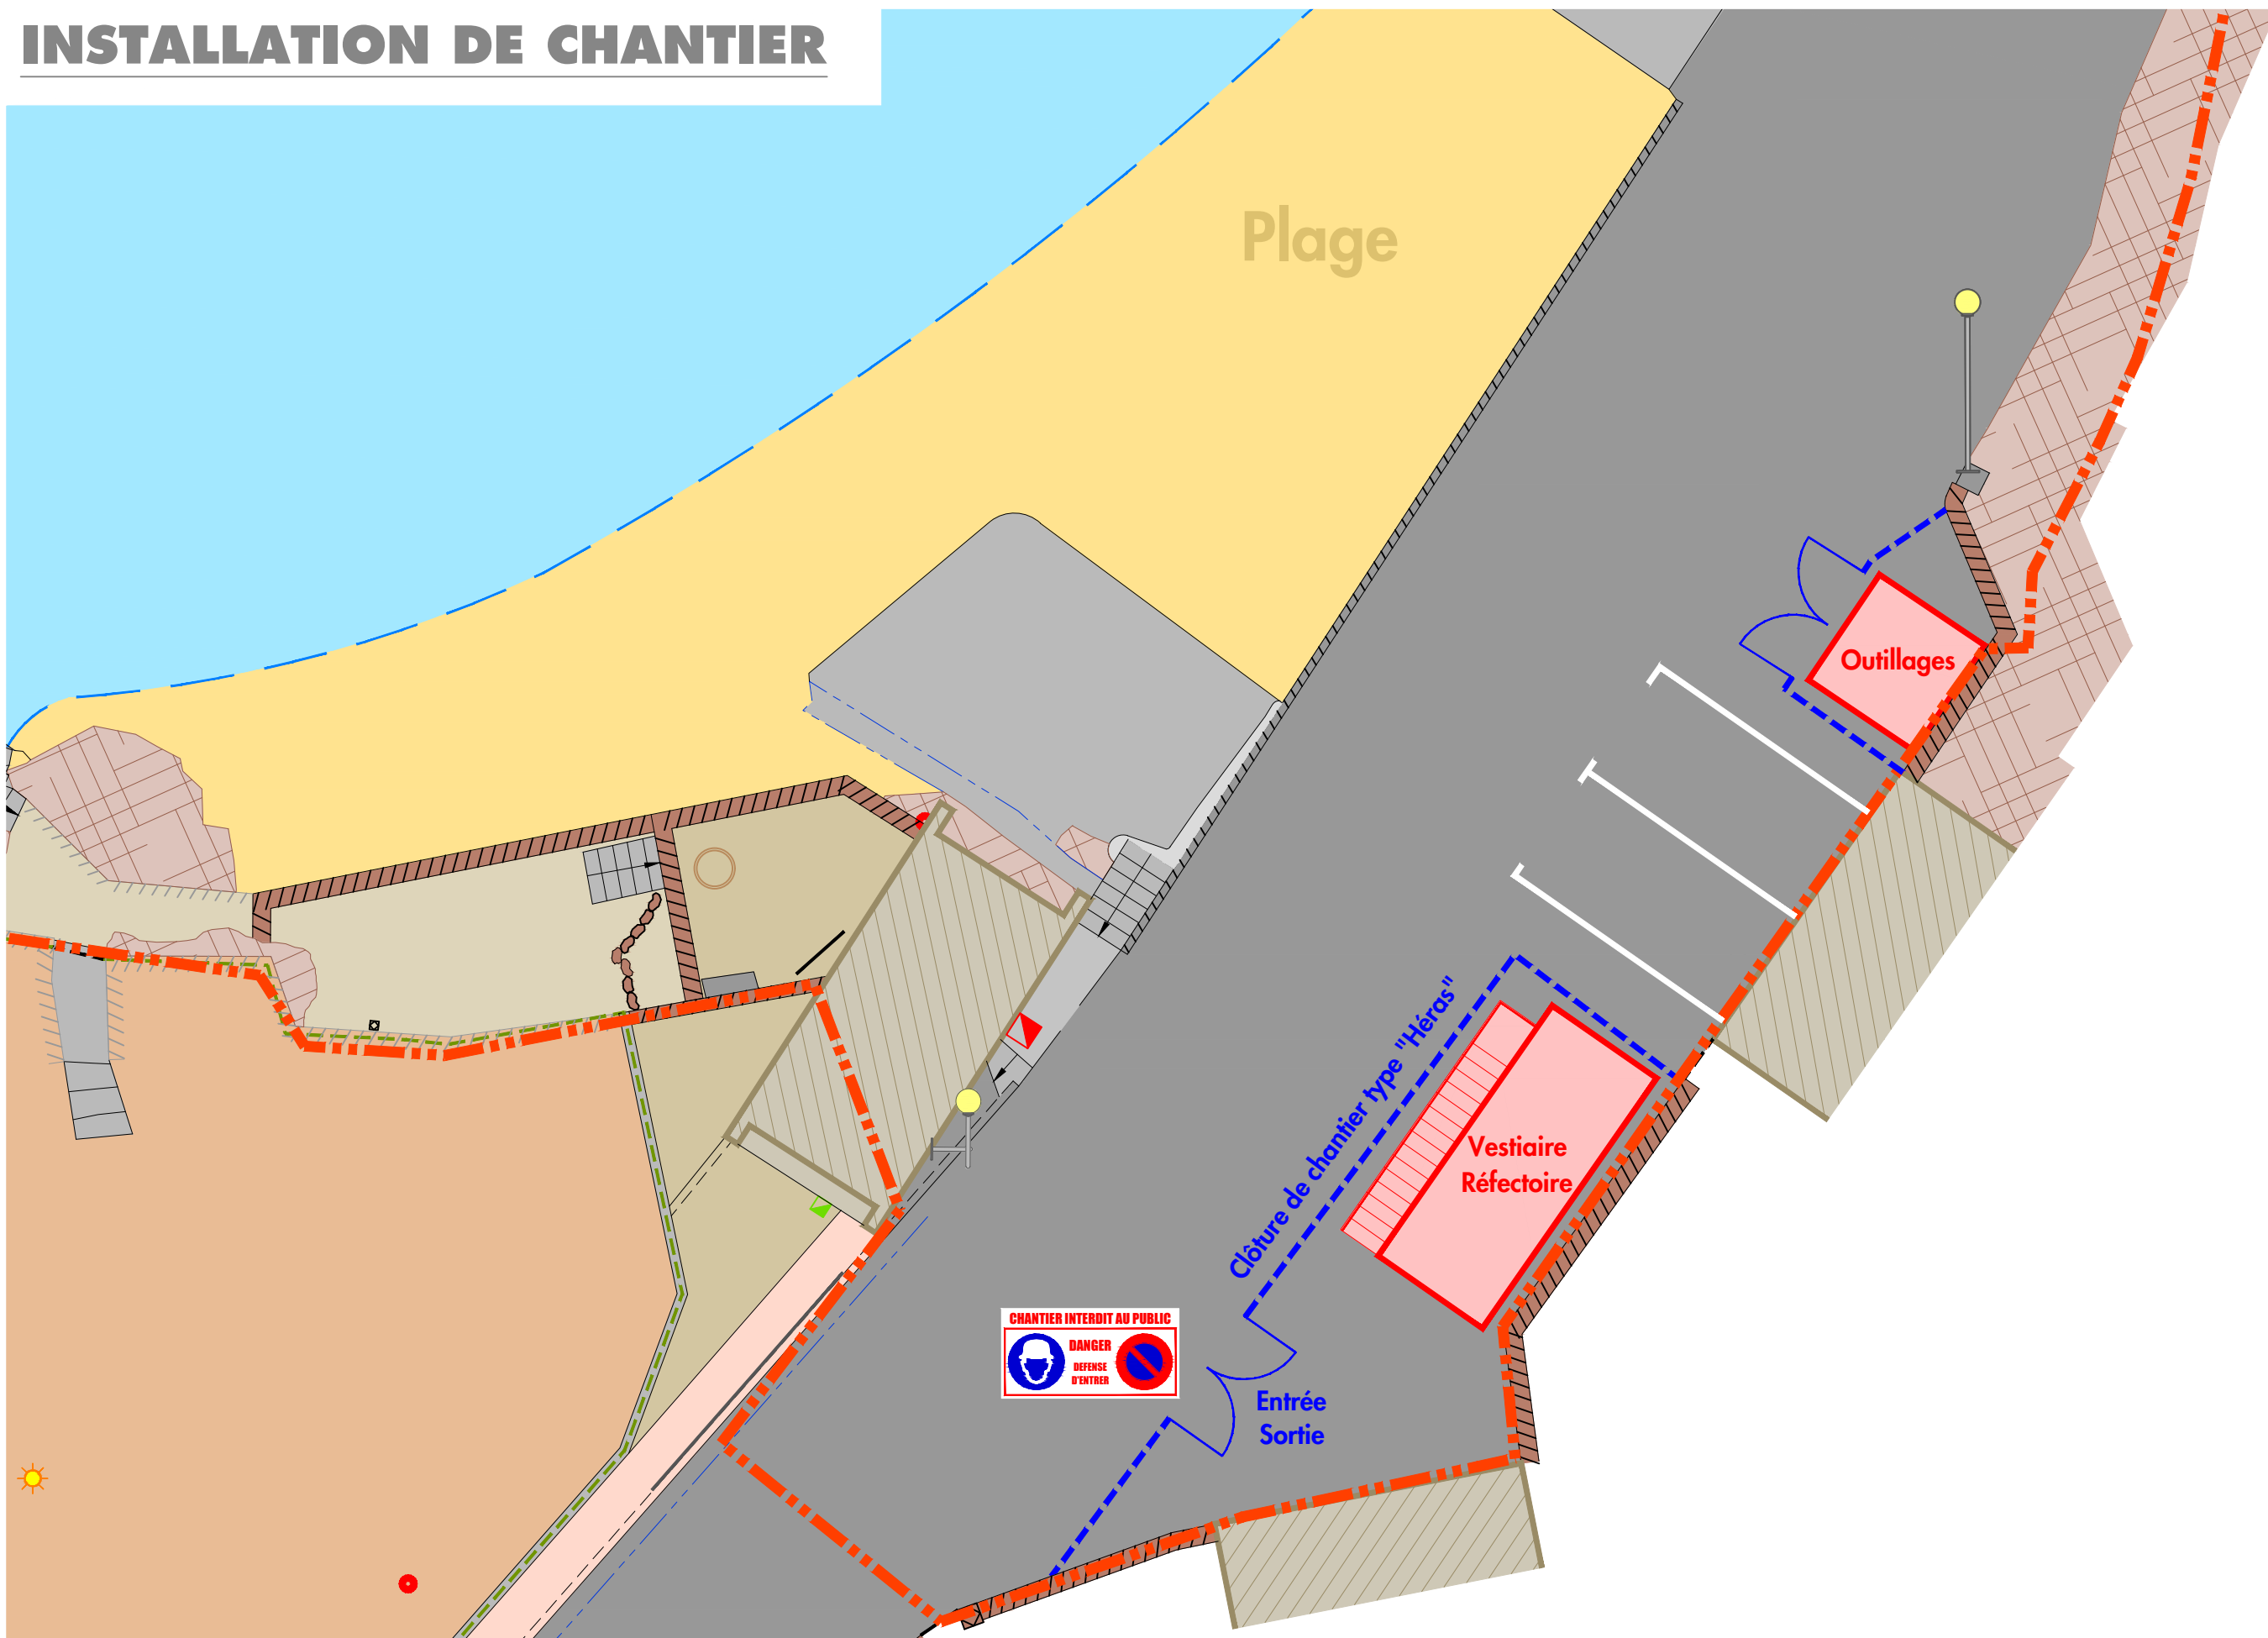 INSTALLATION DE CHANTIER
Plage
Outillages
Clôture de chantier type "Héras"
Vestiaire
Réfectoire
CHANTIER INTERDIT AU PUBLIC
DANGER
DEFENSE
D'ENTRER
Entrée
Sortie